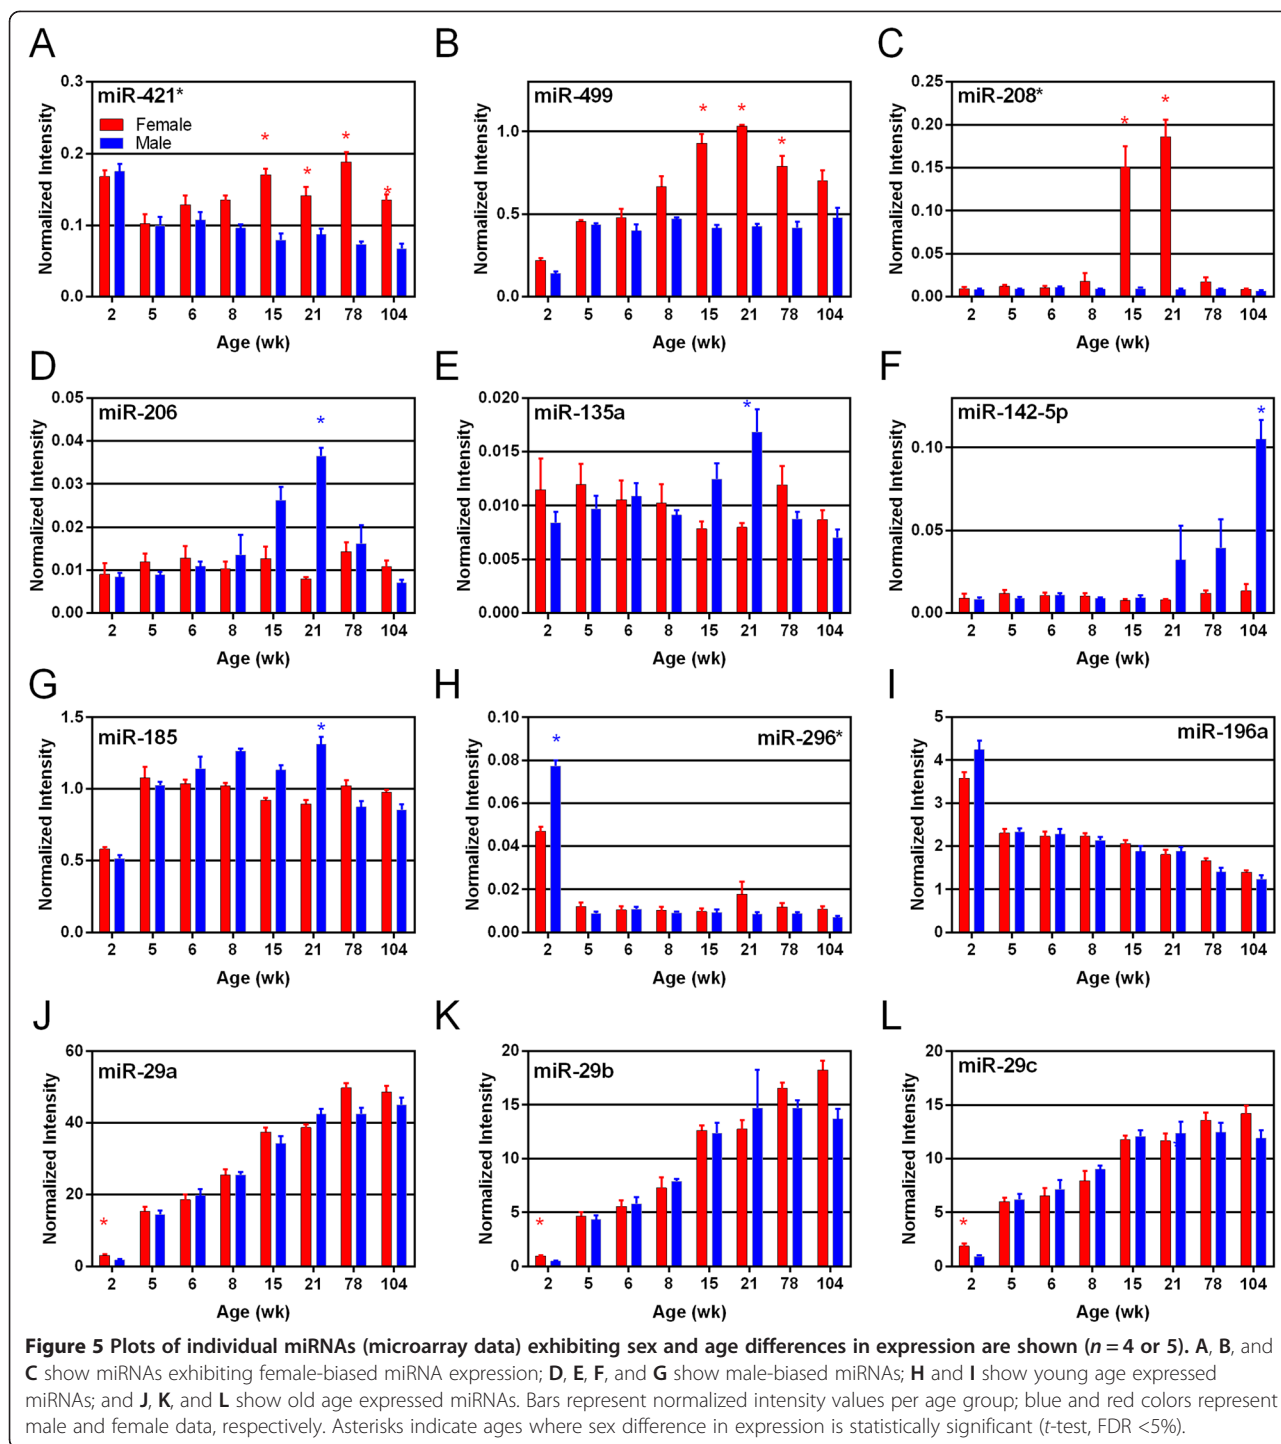 A
B
C
0.3
0.2
0.1
0.0
miR-421*
Female
Male
* * * *
Normalized Intensity
2 5 6 8 15 21 78 104
Age (wk)
1.0
0.5
0.0
miR-499
* * *
Normalized Intensity
2 5 6 8 15 21 78 104
Age (wk)
0.25
0.20
0.15
0.10
0.05
0.00
miR-208*
* *
Normalized Intensity
2 5 6 8 15 21 78 104
Age (wk)
D
E
F
0.05
0.04
0.03
0.02
0.01
0.00
miR-206
*
Normalized Intensity
2 5 6 8 15 21 78 104
Age (wk)
0.020
0.015
0.010
0.005
0.000
miR-135a
*
Normalized Intensity
2 5 6 8 15 21 78 104
Age (wk)
0.10
0.05
0.00
miR-142-5p
*
Normalized Intensity
2 5 6 8 15 21 78 104
Age (wk)
G
H
I
1.5
1.0
0.5
0.0
miR-185
*
Normalized Intensity
2 5 6 8 15 21 78 104
Age (wk)
0.10
0.08
0.06
0.04
0.02
0.00
miR-296*
*
Normalized Intensity
2 5 6 8 15 21 78 104
Age (wk)
5
4
3
2
1
0
miR-196a
Normalized Intensity
2 5 6 8 15 21 78 104
Age (wk)
J
K
L
60
40
20
0
miR-29a
*
Normalized Intensity
2 5 6 8 15 21 78 104
Age (wk)
20
15
10
5
0
miR-29b
*
Normalized Intensity
2 5 6 8 15 21 78 104
Age (wk)
20
15
10
5
0
miR-29c
*
Normalized Intensity
2 5 6 8 15 21 78 104
Age (wk)
Figure 5 Plots of individual miRNAs (microarray data) exhibiting sex and age differences in expression are shown (n = 4 or 5). A, B, and
C show miRNAs exhibiting female-biased miRNA expression; D, E, F, and G show male-biased miRNAs; H and I show young age expressed
miRNAs; and J, K, and L show old age expressed miRNAs. Bars represent normalized intensity values per age group; blue and red colors represent
male and female data, respectively. Asterisks indicate ages where sex difference in expression is statistically significant (t-test, FDR <5%).